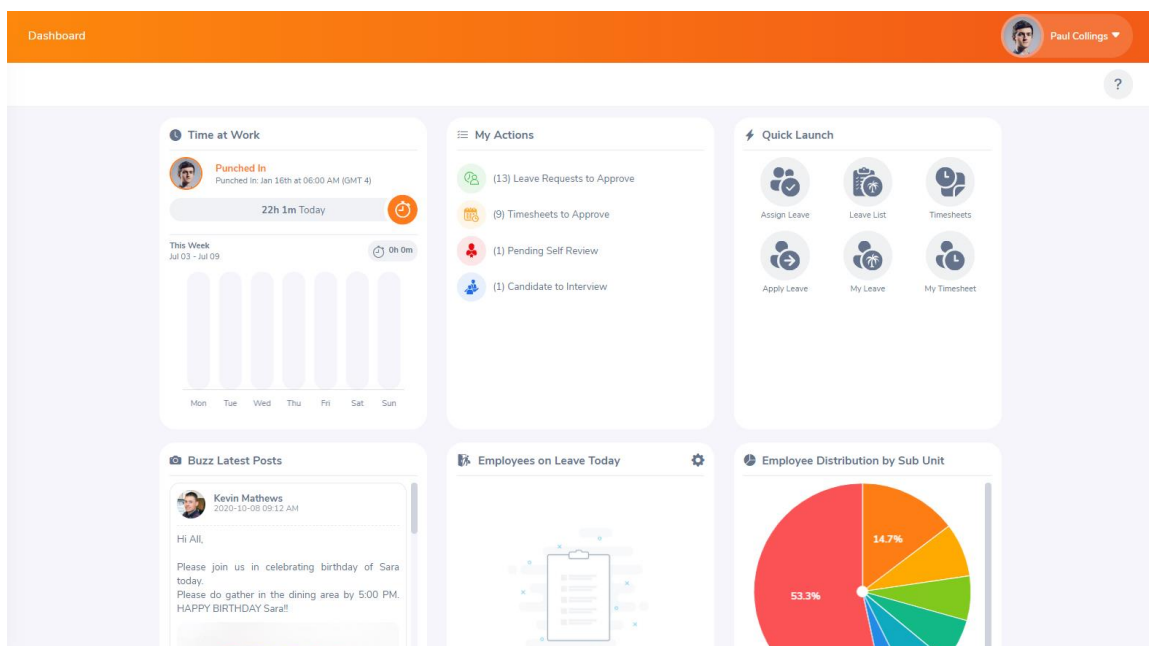 Dashboard
Paul Collings
?
Time at Work
Punched In
Punched In: Jan 16th at 06:00 AM (GMT 4)
22h 1m Today
This Week
Jul 03 - Jul 09
0h 0m
Mon Tue Wed Thu Fri Sat Sun
My Actions
(13) Leave Requests to Approve
(9) Timesheets to Approve
(1) Pending Self Review
(1) Candidate to Interview
Quick Launch
Assign Leave Leave List Timesheets
Apply Leave My Leave My Timesheet
Buzz Latest Posts
Kevin Mathews
2020-10-08 09:12 AM
Hi All,
Please join us in celebrating birthday of Sara
today.
Please do gather in the dining area by 5:00 PM.
HAPPY BIRTHDAY Sara!!
Employees on Leave Today
Employee Distribution by Sub Unit
14.7%
53.3%